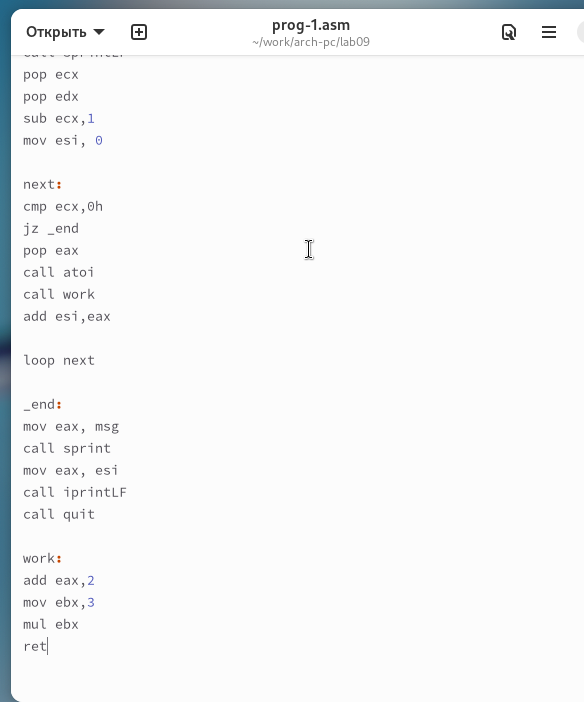 Открыть
prog-1.asm
~/work/arch-pc/lab09
call sprintLF
pop ecx
pop edx
sub ecx,1
mov esi, 0
next:
cmp ecx,0h
jz _end
pop eax
call atoi
call work
add esi,eax
loop next
_end:
mov eax, msg
call sprint
mov eax, esi
call iprintLF
call quit
work:
add eax,2
mov ebx,3
mul ebx
ret